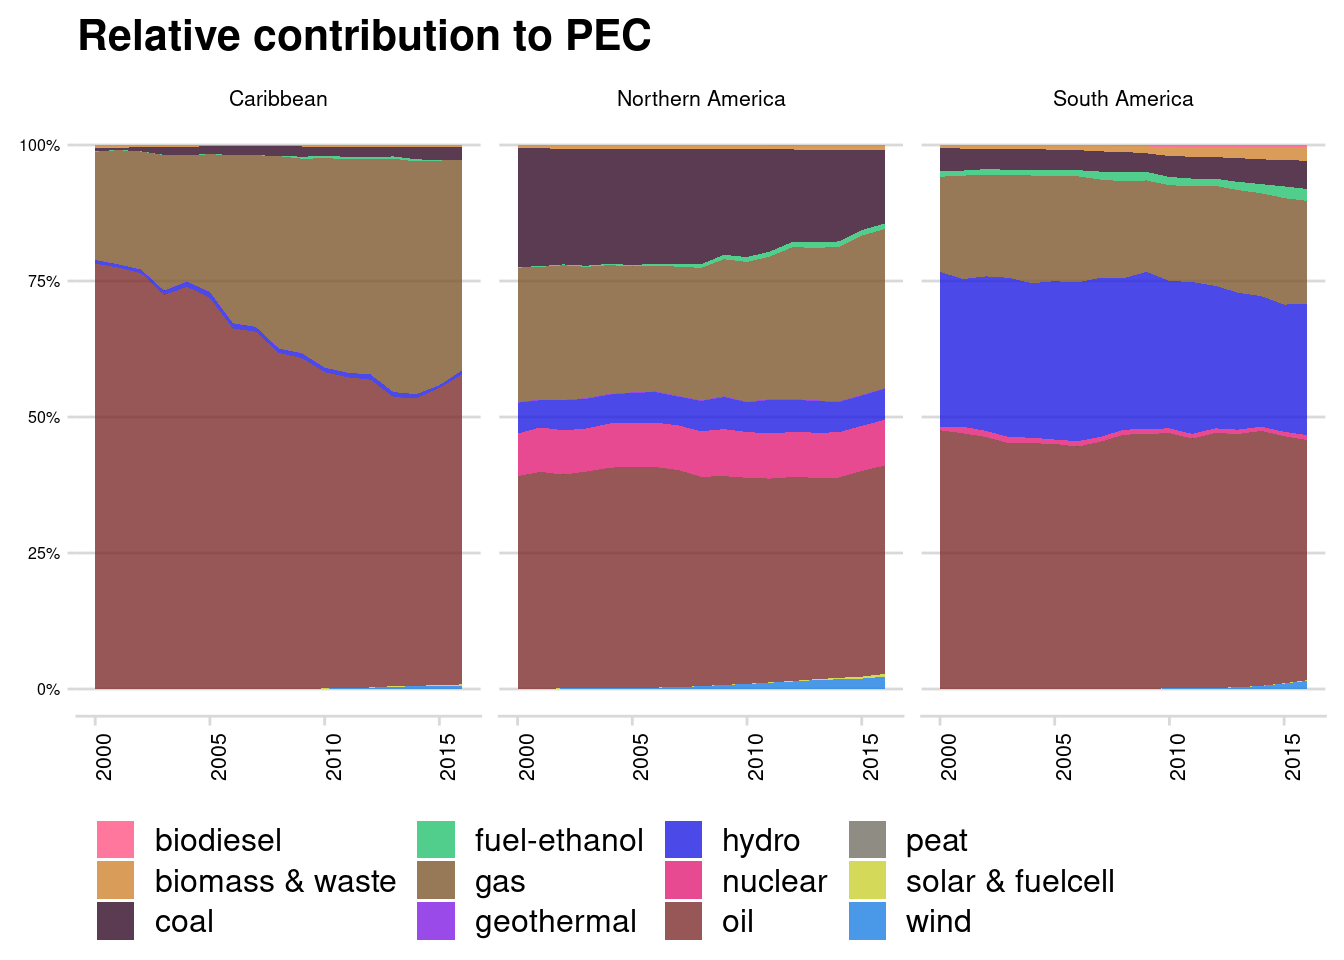 Relative contribution to PEC
Caribbean Northern America South America
100%
75%
50%
25%
0%
2000 2005 2010 2015 2000 2005 2010 2015 2000 2005 2010 2015
biodiesel fuel-ethanol hydro peat
biomass & waste gas nuclear solar & fuelcell
coal geothermal oil wind